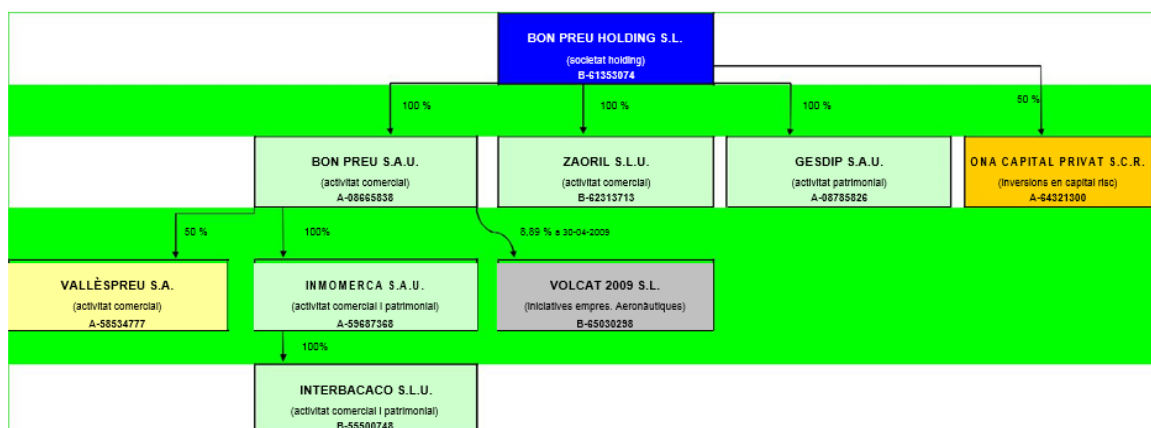 BON PREU HOLDING S.L.
(societat holding)
B-61353074
100 %
100 %
100 %
50 %
BON PREU S.A.U.
(activitat comercial)
A-08665838
ZAORIL S.L.U.
(activitat comercial)
B-62313713
GESDIP S.A.U.
(activitat patrimonial)
A-08785826
ONA CAPITAL PRIVAT S.C.R.
(inversions en capital risc)
A-64321300
50 %
100%
8,89 % a 30-04-2009
VALLÈSPREU S.A.
(activitat comercial)
A-58534777
INMOMERCA S.A.U.
(activitat comercial i patrimonial)
A-59687368
VOLCAT 2009 S.L.
(iniciatives empres. Aeronàutiques)
B-65030298
100%
INTERBACACO S.L.U.
(activitat comercial i patrimonial)
B-55500748